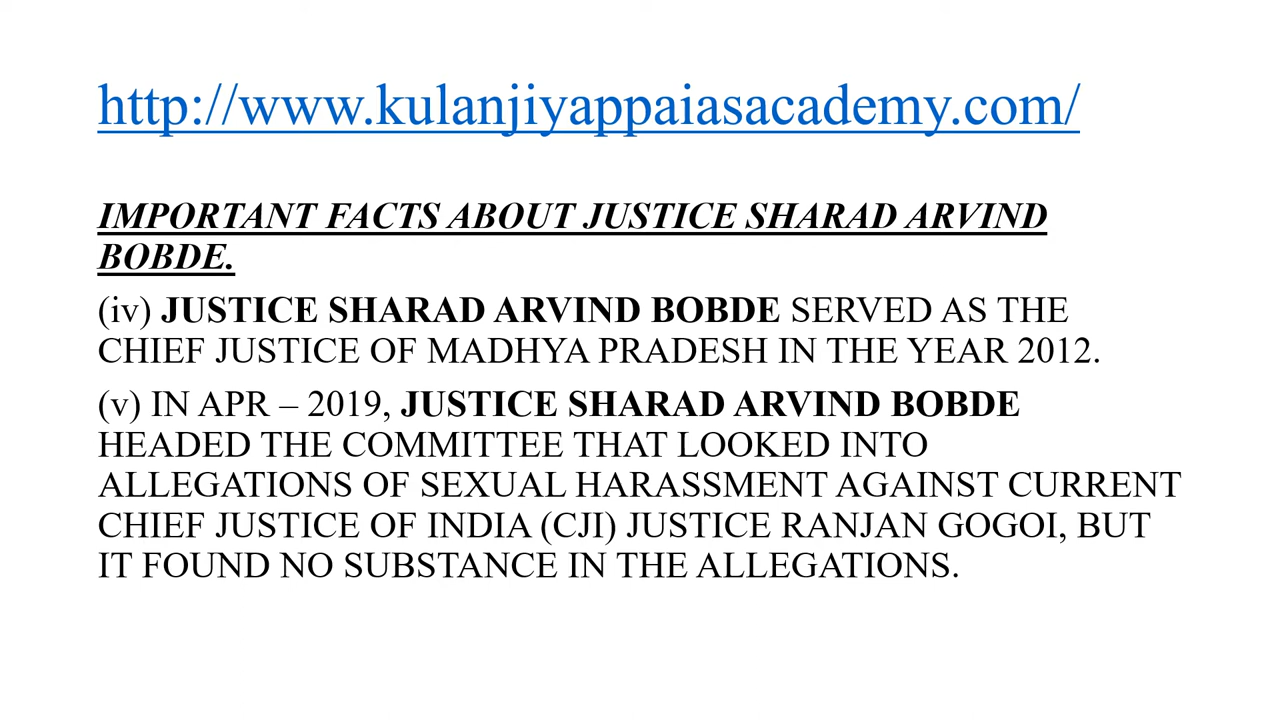 http://www.kulanjiyappaiasacademy.com/
IMPORTANT FACTS ABOUT JUSTICE SHARAD ARVIND
BOBDE.
(iv) JUSTICE SHARAD ARVIND BOBDE SERVED AS THE
CHIEF JUSTICE OF MADHYA PRADESH IN THE YEAR 2012.
(v) IN APR – 2019, JUSTICE SHARAD ARVIND BOBDE
HEADED THE COMMITTEE THAT LOOKED INTO
ALLEGATIONS OF SEXUAL HARASSMENT AGAINST CURRENT
CHIEF JUSTICE OF INDIA (CJI) JUSTICE RANJAN GOGOI, BUT
IT FOUND NO SUBSTANCE IN THE ALLEGATIONS.